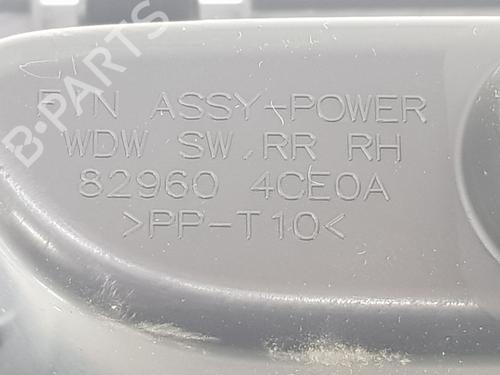 B-PARTS
FIN ASSY-POWER
WDW SW, RR RH
82960 4CE0A
>PP-T10<